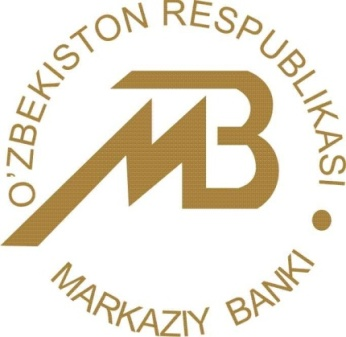 O'ZBEKISTON RESPUBLIKASI
MB
MARKAZIY BANKI